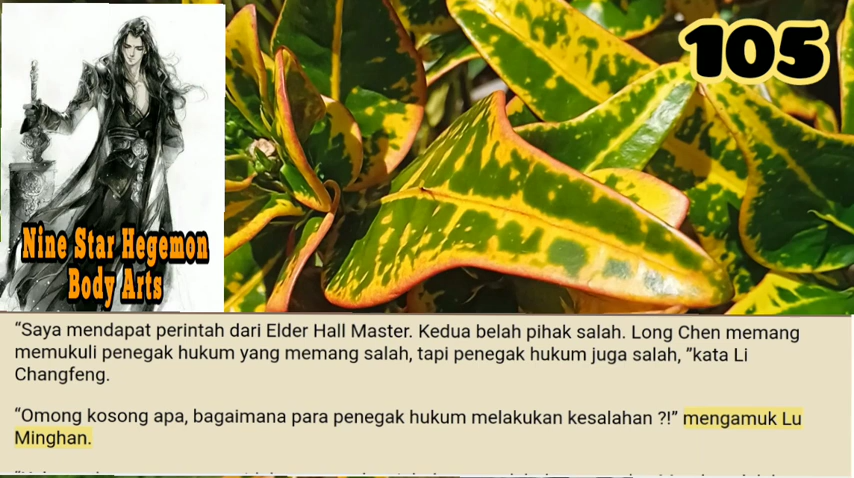 105
Nine Star Hegemon
Body Arts
“Saya mendapat perintah dari Elder Hall Master. Kedua belah pihak salah. Long Chen memang
memukuli penegak hukum yang memang salah, tapi penegak hukum juga salah, ”kata Li
Changfeng.
“Omong kosong apa, bagaimana para penegak hukum melakukan kesalahan ?!” mengamuk Lu
Minghan.